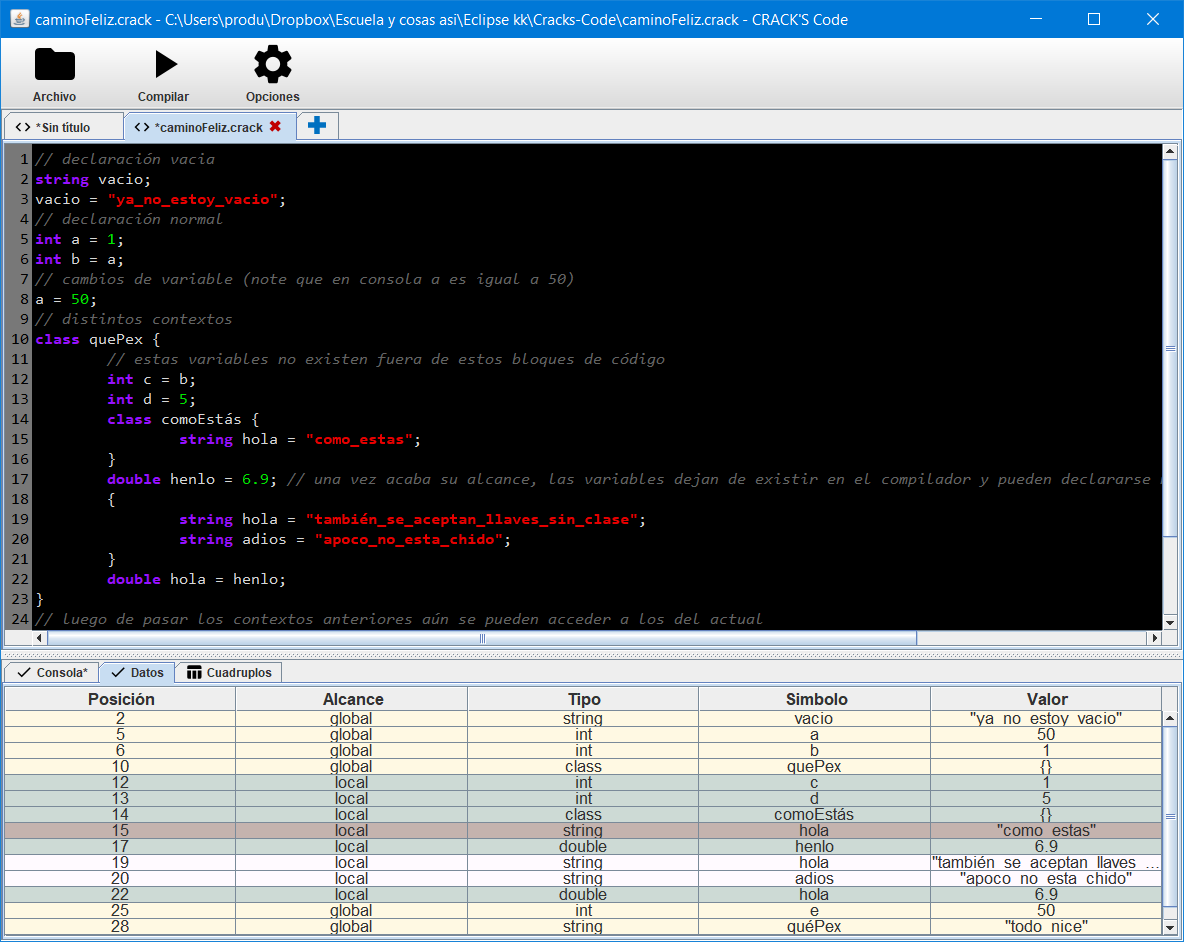 caminoFeliz.crack - C:\Users\produ\Dropbox\Escuela y cosas asi\Eclipse kk\Cracks-Code\caminoFeliz.crack - CRACK'S Code
Archivo Compilar Opciones
*Sin título *caminoFeliz.crack
1 // declaración vacia
2 string vacio;
3 vacio = "ya_no_estoy_vacio";
4 // declaración normal
5 int a = 1;
6 int b = a;
7 // cambios de variable (note que en consola a es igual a 50)
8 a = 50;
9 // distintos contextos
10 class quePex {
11 // estas variables no existen fuera de estos bloques de código
12 int c = b;
13 int d = 5;
14 class comoEstás {
15 string hola = "como_estas";
16 }
17 double henlo = 6.9; // una vez acaba su alcance, las variables dejan de existir en el compilador y pueden declararse
18 {
19 string hola = "también_se_aceptan_llaves_sin_clase";
20 string adios = "apoco_no_esta_chido";
21 }
22 double hola = henlo;
23 }
24 // luego de pasar los contextos anteriores aún se pueden acceder a los del actual
Consola* Datos Cuadruplos
Posición Alcance Tipo Simbolo Valor
2 global string vacio "ya_no_estoy_vacio"
5 global int a 50
6 global int b 1
10 global class quePex {}
12 local int c 1
13 local int d 5
14 local class comoEstás {}
15 local string hola "como_estas"
17 local double henlo 6.9
19 local string hola "también_se_aceptan_llaves_...
20 local string adios "apoco_no_esta_chido"
22 local double hola 6.9
25 global int e 50
28 global string quéPex "todo_nice"